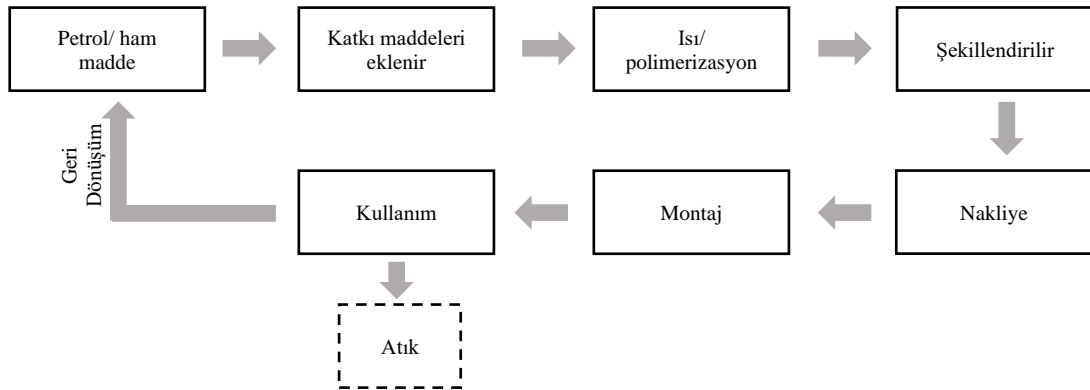 Petrol/ ham
madde
Katkı maddeleri
eklenir
Isı/
polimerizasyon
Şekillendirilir
Geri
Dönüşüm
Kullanım
Montaj
Nakliye
Atık